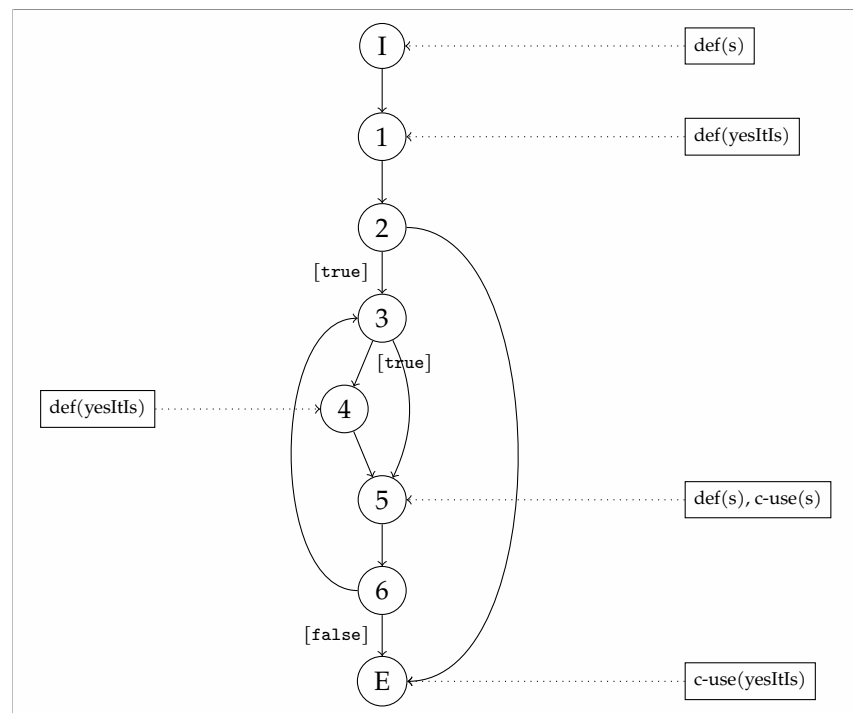 I
def(s)
1
def(yesItIs)
2
[true]
3
[true]
def(yesItIs)
4
5
def(s), c-use(s)
6
[false]
E
c-use(yesItIs)